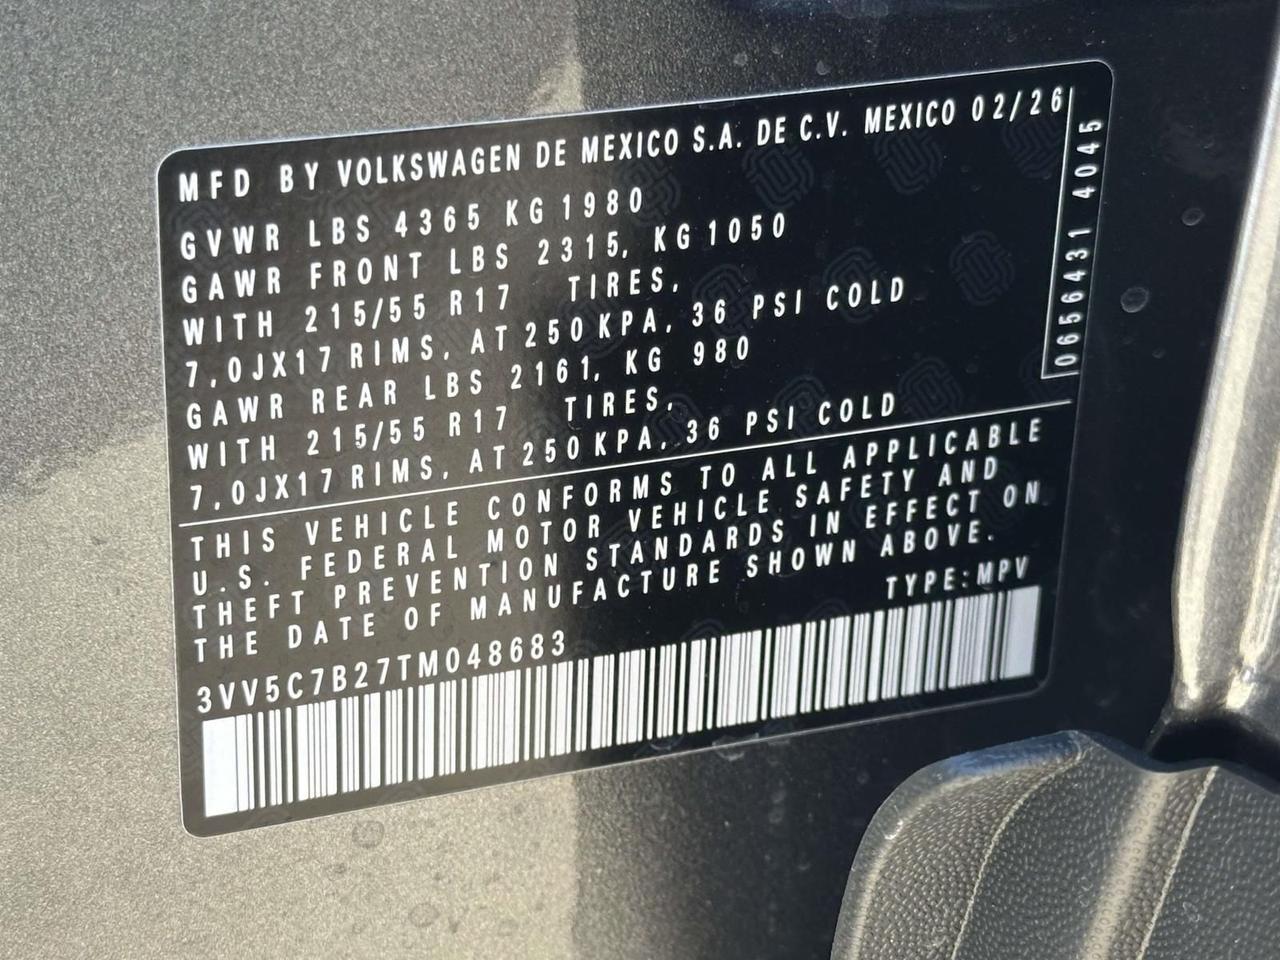 MFD BY VOLKSWAGEN DE MEXICO S.A. DE C.V. MEXICO 02/26
GVWR LBS 4365 KG 1980
GAWR FRONT LBS 2315, KG 1050
WITH 215/55 R17 TIRES,
7,0JX17 RIMS, AT 250 KPA, 36 PSI COLD
GAWR REAR LBS 2161, KG 980
WITH 215/55 R17 TIRES,
7,0JX17 RIMS, AT 250 KPA, 36 PSI COLD
0656431 4045
THIS VEHICLE CONFORMS TO ALL APPLICABLE
U.S. FEDERAL MOTOR VEHICLE SAFETY AND
THEFT PREVENTION STANDARDS IN EFFECT ON
THE DATE OF MANUFACTURE SHOWN ABOVE.
TYPE:MPV
3VV5C7B27TM048683